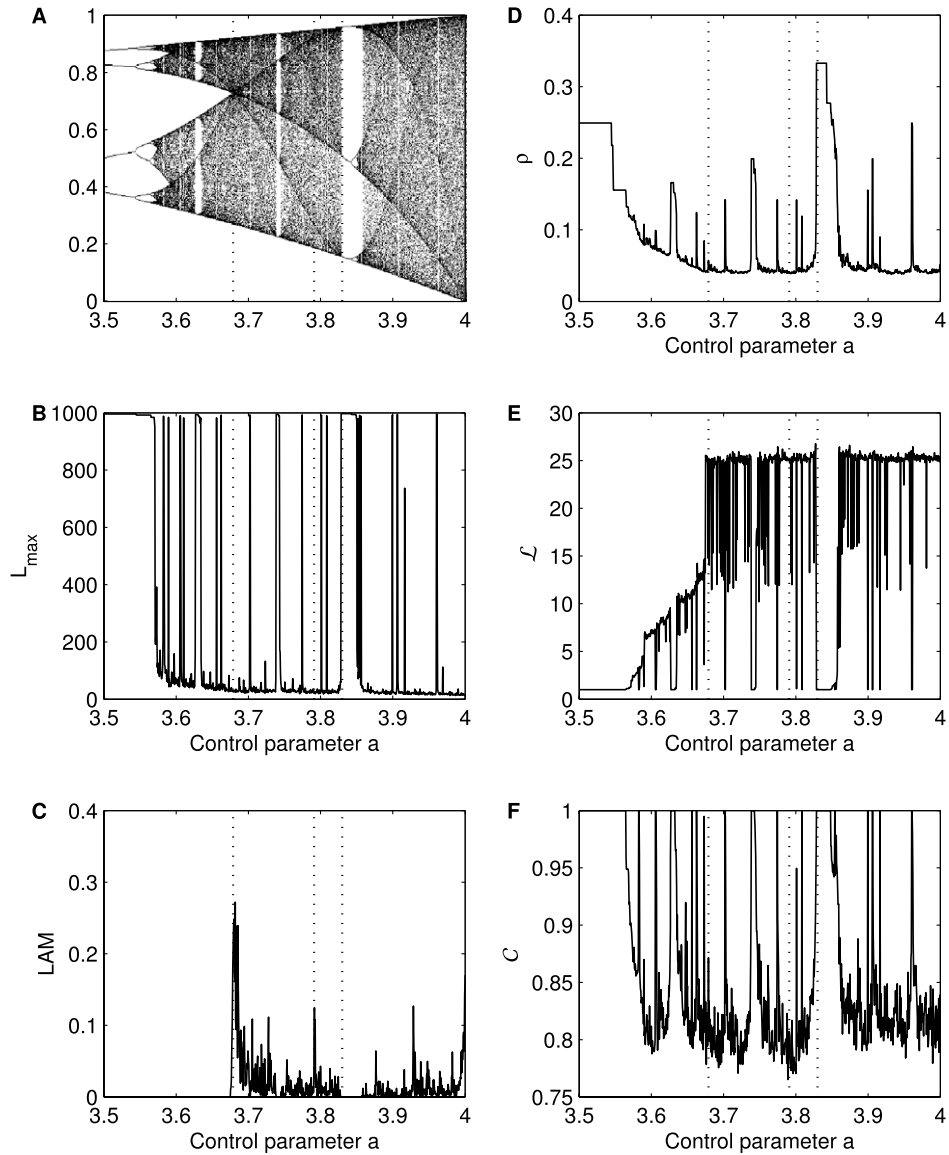 A
1
0.8
0.6
0.4
0.2
0
3.5 3.6 3.7 3.8 3.9 4
D
0.4
0.3
ρ
0.2
0.1
0
3.5 3.6 3.7 3.8 3.9 4
Control parameter a
B
1000
800
600
L_max
400
200
0
3.5 3.6 3.7 3.8 3.9 4
Control parameter a
E
30
25
20
ℒ
15
10
5
0
3.5 3.6 3.7 3.8 3.9 4
Control parameter a
C
0.4
0.3
LAM
0.2
0.1
0
3.5 3.6 3.7 3.8 3.9 4
Control parameter a
F
1
0.95
0.9
𝒞
0.85
0.8
0.75
3.5 3.6 3.7 3.8 3.9 4
Control parameter a